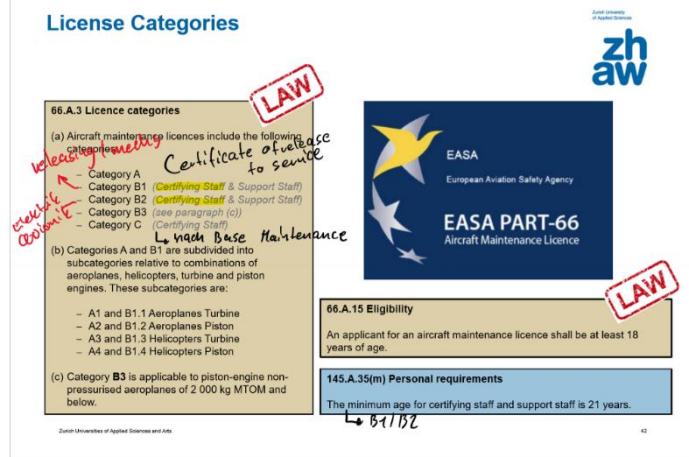 License Categories
Zurich University
of Applied Sciences
zh
aw
LAW
66.A.3 Licence categories
(a) Aircraft maintenance licences include the following
categories:
Certificate of release
to service
– Category A
– Category B1 (Certifying Staff & Support Staff)
– Category B2 (Certifying Staff & Support Staff)
– Category B3 (see paragraph (c))
– Category C (Certifying Staff)
↳ nach Base Maintenance
(b) Categories A and B1 are subdivided into
subcategories relative to combinations of
aeroplanes, helicopters, turbine and piston
engines. These subcategories are:
– A1 and B1.1 Aeroplanes Turbine
– A2 and B1.2 Aeroplanes Piston
– A3 and B1.3 Helicopters Turbine
– A4 and B1.4 Helicopters Piston
(c) Category B3 is applicable to piston-engine non-
pressurised aeroplanes of 2 000 kg MTOM and
below.
EASA
European Aviation Safety Agency
EASA PART-66
Aircraft Maintenance Licence
LAW
66.A.15 Eligibility
An applicant for an aircraft maintenance licence shall be at least 18
years of age.
145.A.35(m) Personal requirements
The minimum age for certifying staff and support staff is 21 years.
↳ B1/B2
Zurich Universities of Applied Sciences and Arts
42